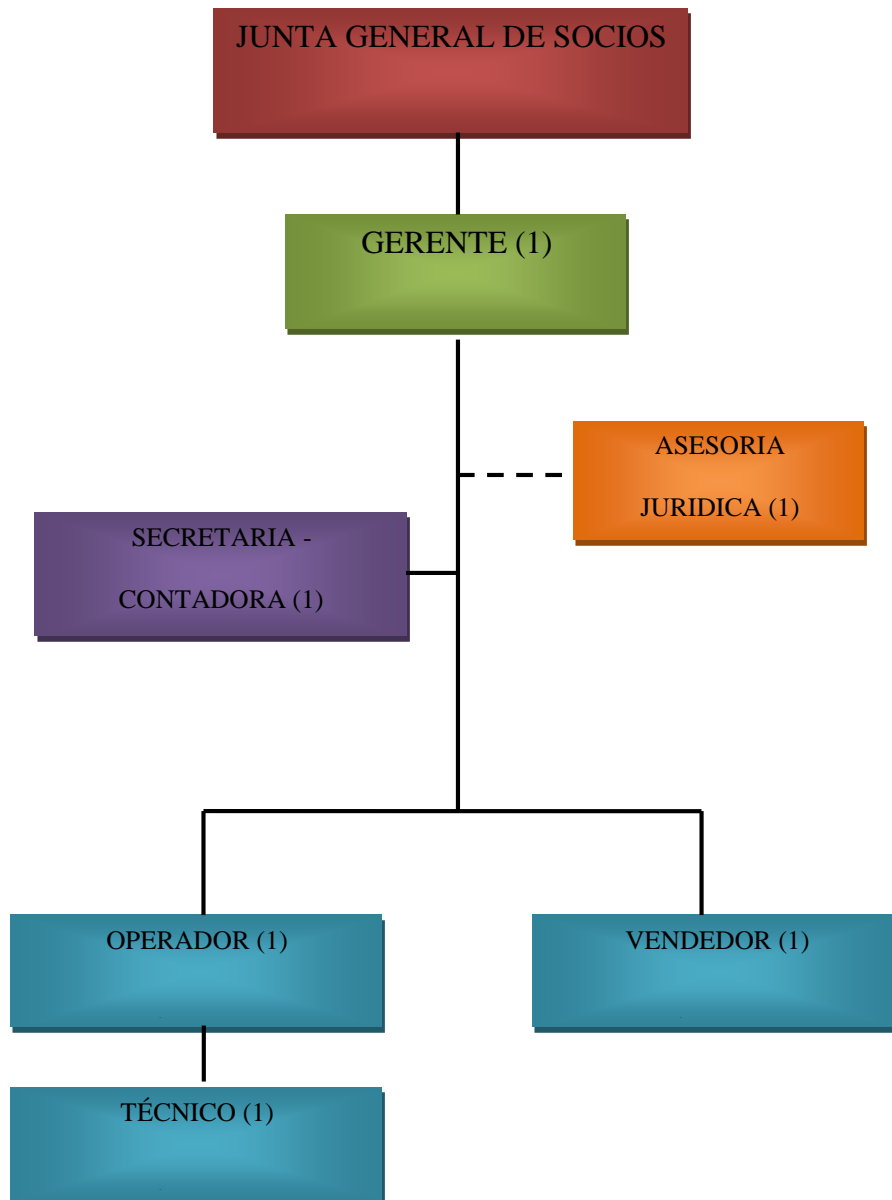 JUNTA GENERAL DE SOCIOS
GERENTE (1)
ASESORIA
JURIDICA (1)
SECRETARIA -
CONTADORA (1)
OPERADOR (1)
VENDEDOR (1)
TÉCNICO (1)